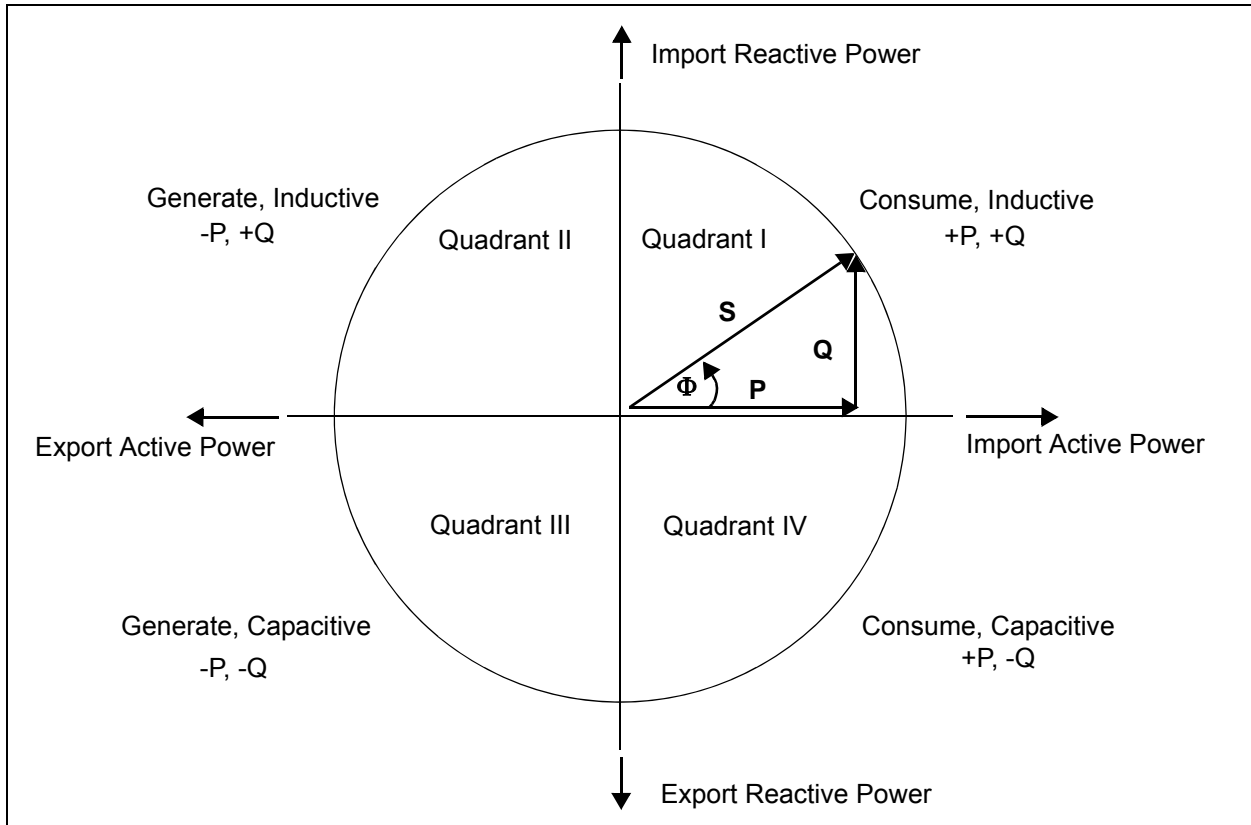 Import Reactive Power
Generate, Inductive
-P, +Q
Consume, Inductive
+P, +Q
Quadrant II
Quadrant I
S
Q
Φ
P
Export Active Power
Import Active Power
Quadrant III
Quadrant IV
Generate, Capacitive
-P, -Q
Consume, Capacitive
+P, -Q
Export Reactive Power